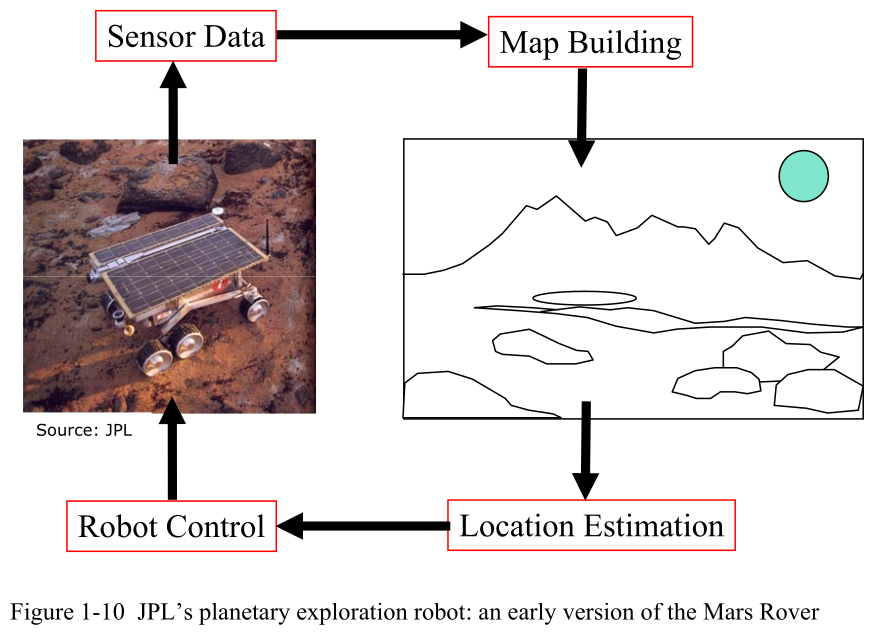 Sensor Data
Map Building
Source: JPL
Robot Control
Location Estimation
Figure 1-10  JPL's planetary exploration robot: an early version of the Mars Rover